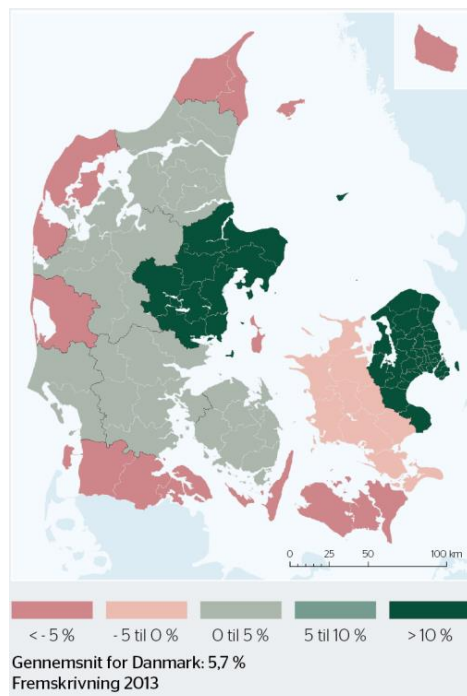 0 50 100 km
< - 5 % - 5 til 0 % 0 til 5 % 5 til 10 % > 10 %
Gennemsnit for Danmark: 5,7 %
Fremskrivning 2013